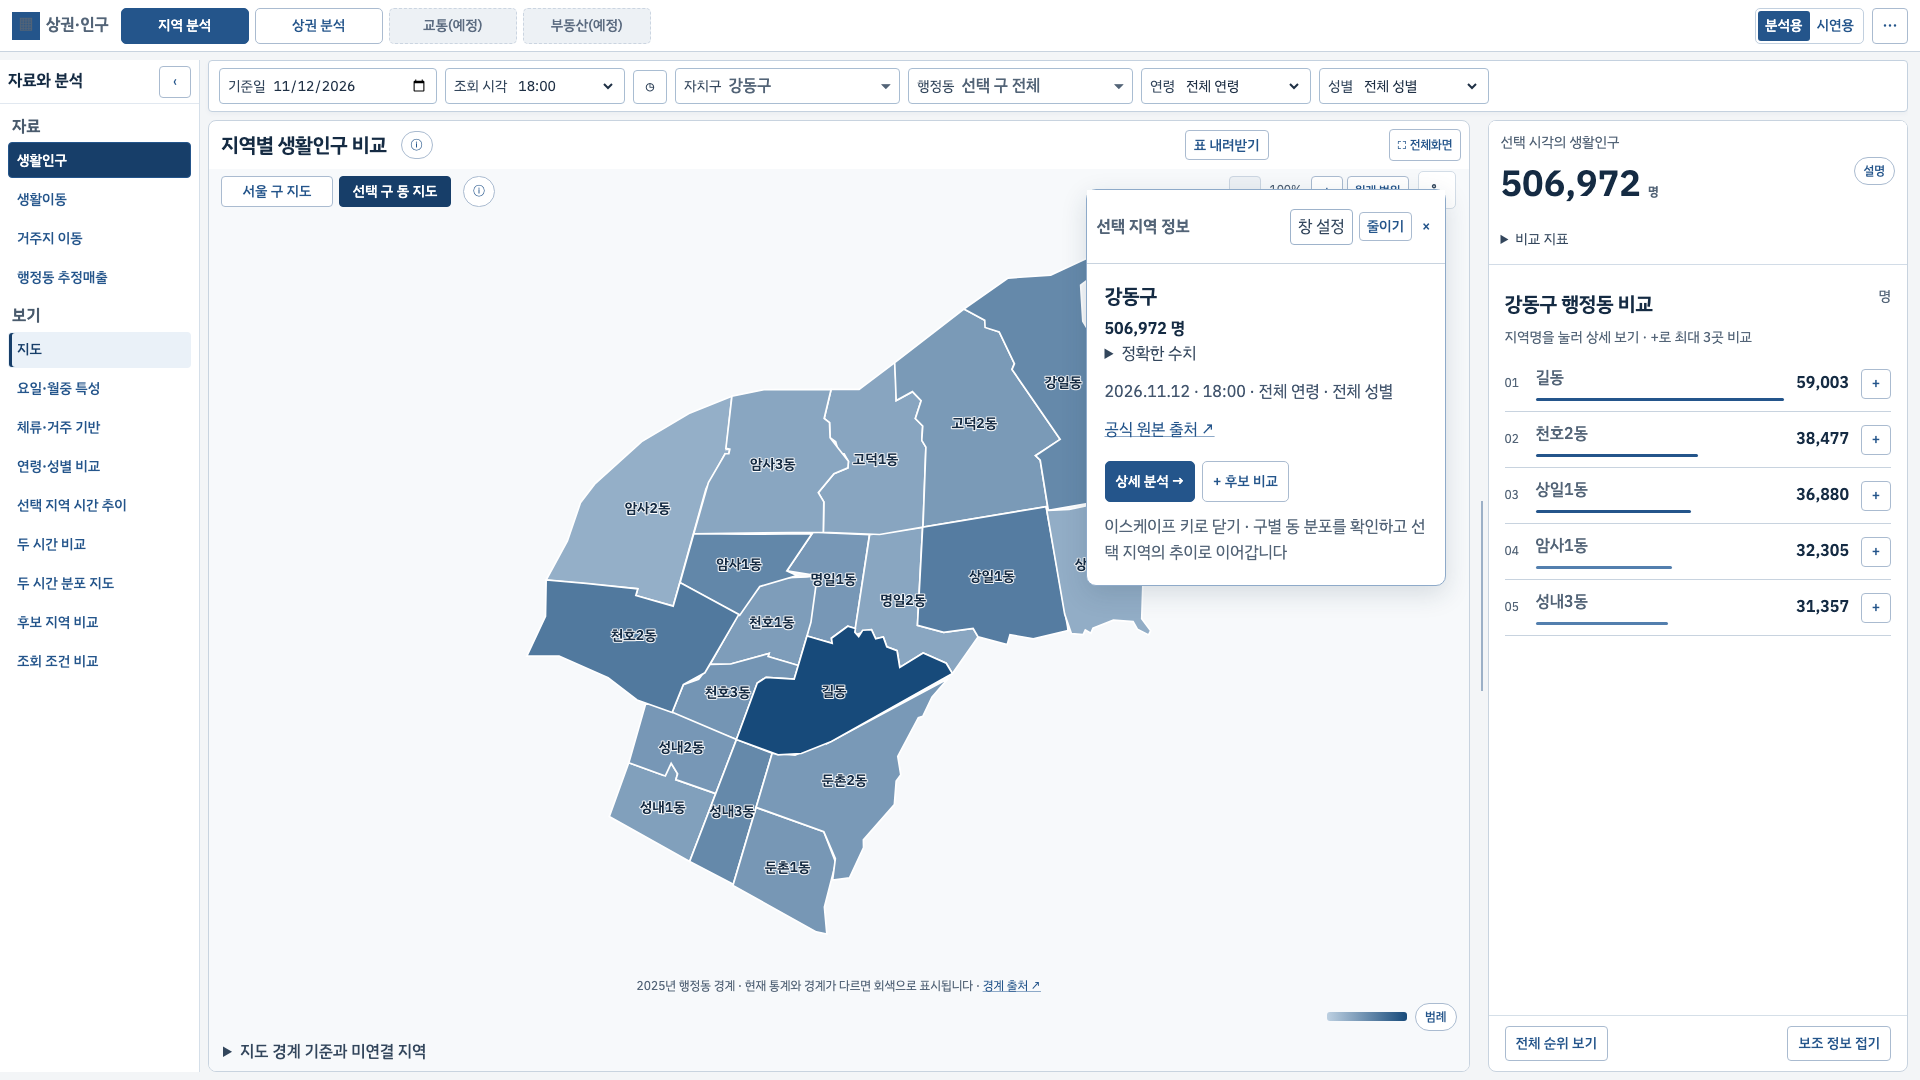 상권·인구
지역 분석
상권 분석
교통(예정)
부동산(예정)
분석용
시연용
자료와 분석
자료
생활인구
생활이동
거주지 이동
행정동 추정매출
보기
지도
요일·월중 특성
체류·거주 기반
연령·성별 비교
선택 지역 시간 추이
두 시간 비교
두 시간 분포 지도
후보 지역 비교
조회 조건 비교
기준일 11/12/2026
조회 시각 18:00
자치구 강동구
행정동 선택 구 전체
연령 전체 연령
성별 전체 성별
지역별 생활인구 비교
표 내려받기
전체화면
서울 구 지도
선택 구 동 지도
선택 지역 정보
창 설정
줄이기
×
강동구
506,972 명
▶ 정확한 수치
2026.11.12 · 18:00 · 전체 연령 · 전체 성별
공식 원본 출처 ↗
상세 분석 →
+ 후보 비교
이스케이프 키로 닫기 · 구별 동 분포를 확인하고 선
택 지역의 추이로 이어갑니다
강일동
고덕2동
고덕1동
암사3동
암사2동
암사1동
명일1동
명일2동
상일1동
천호1동
천호2동
천호3동
길동
성내2동
성내1동
성내3동
둔촌2동
둔촌1동
2025년 행정동 경계 · 현재 통계와 경계가 다르면 회색으로 표시됩니다 · 경계 출처 ↗
범례
▶ 지도 경계 기준과 미연결 지역
선택 시각의 생활인구
506,972 명
설명
▶ 비교 지표
강동구 행정동 비교
명
지역명을 눌러 상세 보기 · +로 최대 3곳 비교
01 길동 59,003 +
02 천호2동 38,477 +
03 상일1동 36,880 +
04 암사1동 32,305 +
05 성내3동 31,357 +
전체 순위 보기
보조 정보 접기